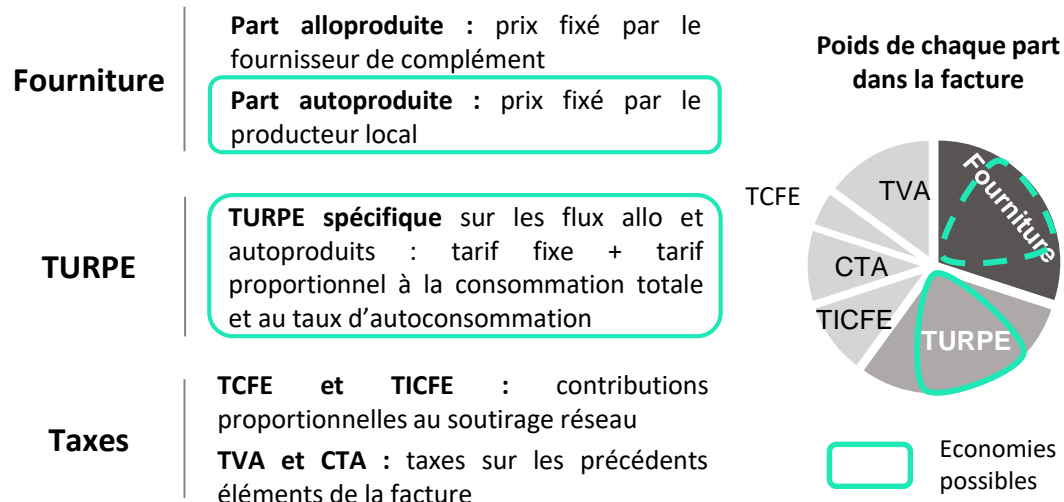 Fourniture
Part alloproduite : prix fixé par le
fournisseur de complément
Part autoproduite : prix fixé par le
producteur local
TURPE
TURPE spécifique sur les flux allo et
autoproduits : tarif fixe + tarif
proportionnel à la consommation totale
et au taux d’autoconsommation
Taxes
TCFE et TICFE : contributions
proportionnelles au soutirage réseau
TVA et CTA : taxes sur les précédents
éléments de la facture
Poids de chaque part
dans la facture
TCFE
TVA
Fourniture
CTA
TICFE
TURPE
Economies
possibles